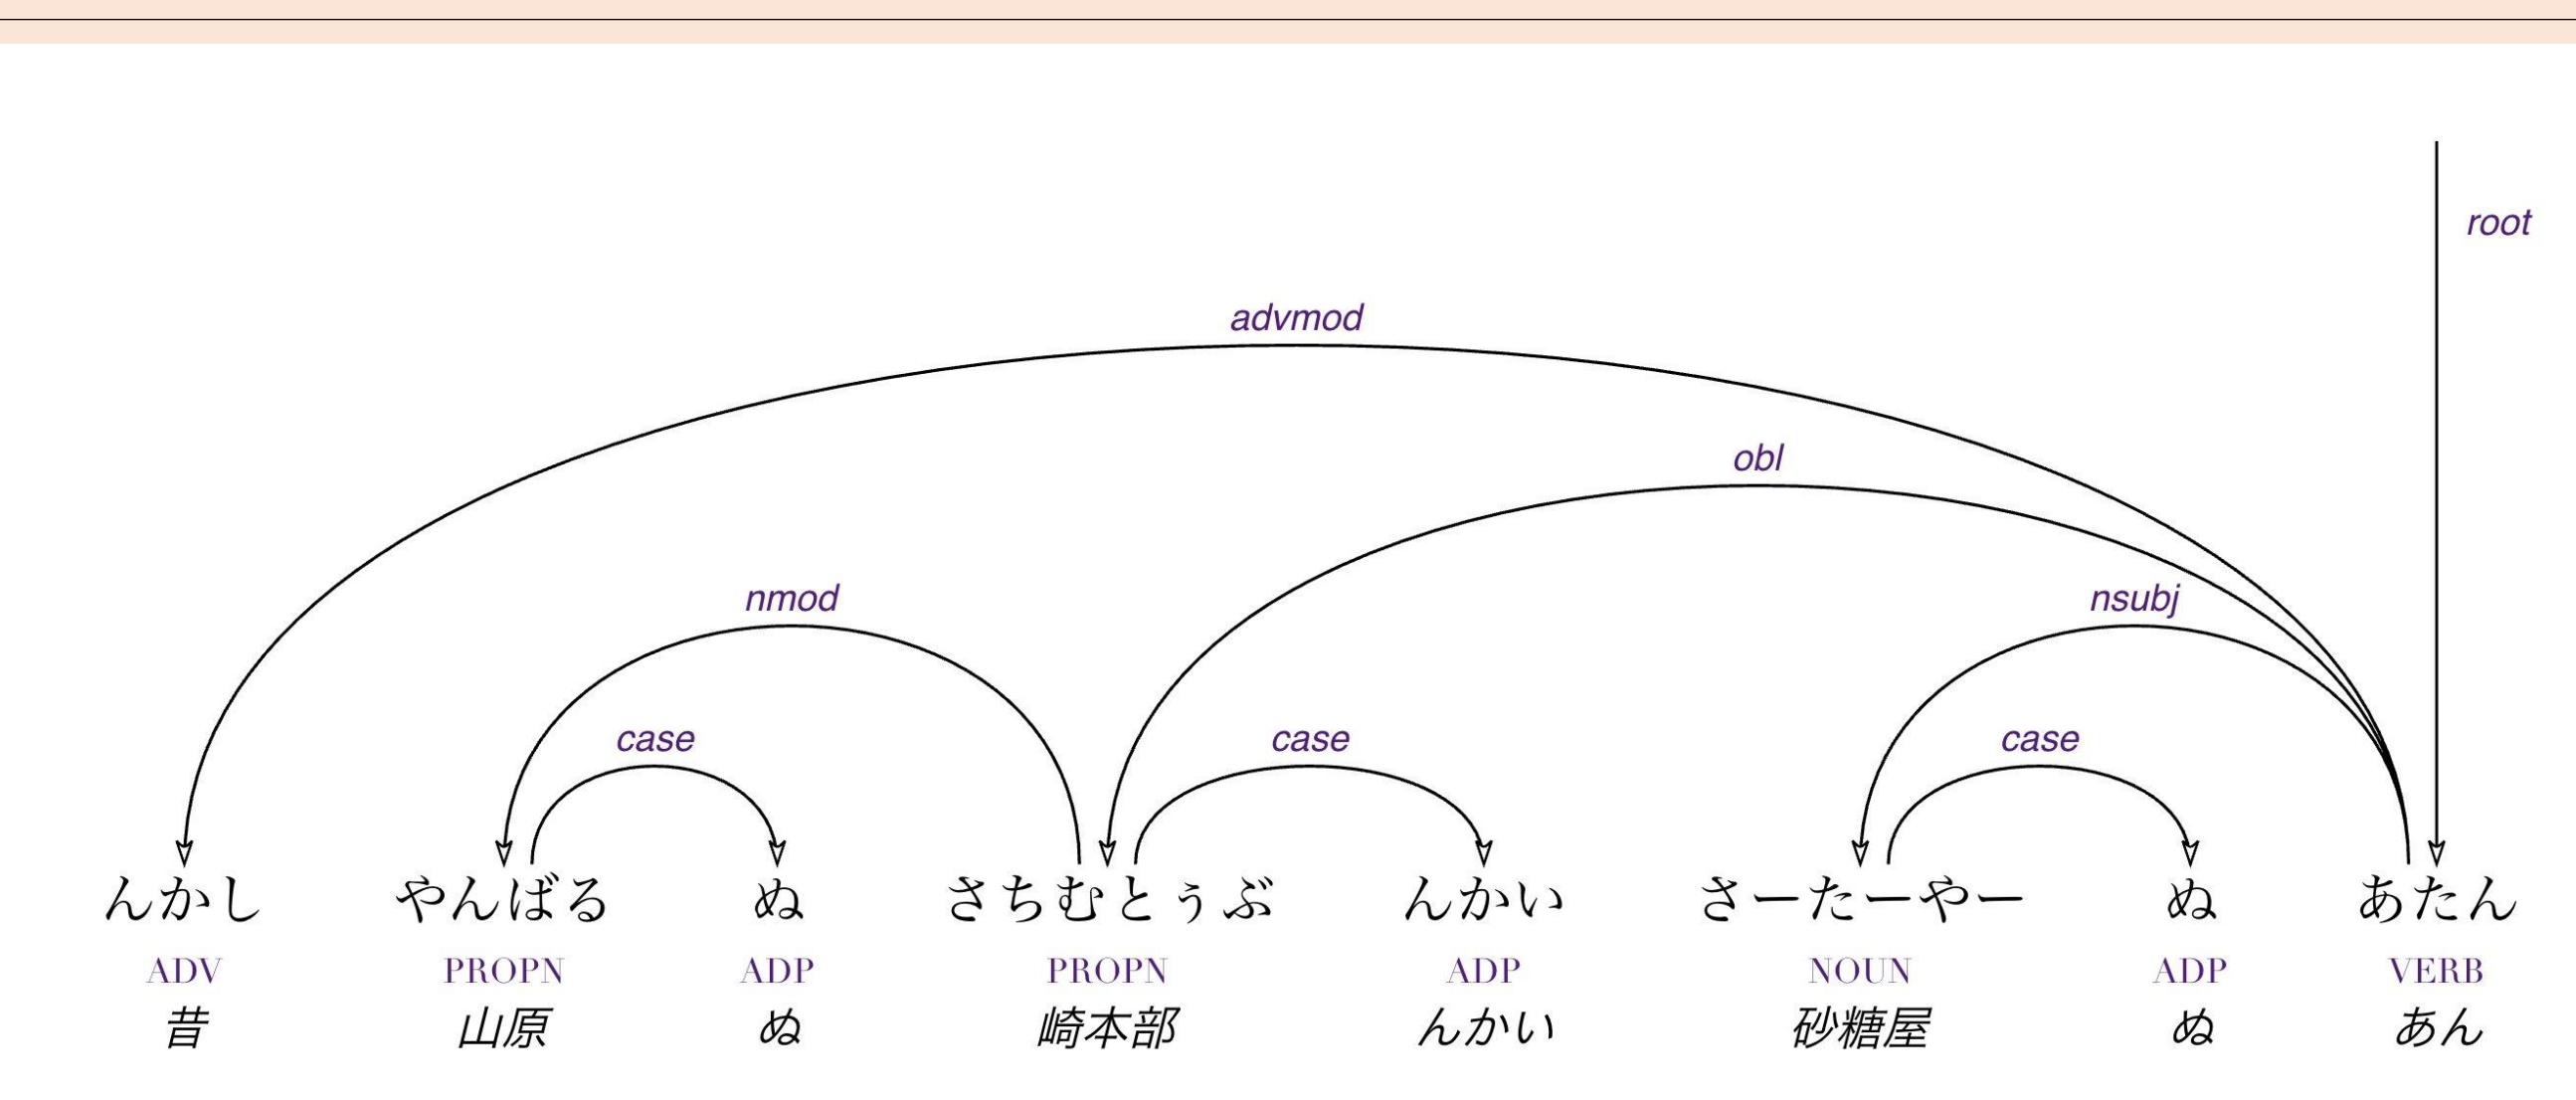 root
advmod
obl
nmod nsubj
case case case
んかし やんばる ぬ さちむとぅぶ んかい さーたーやー ぬ あたん
ADV PROPN ADP PROPN ADP NOUN ADP VERB
昔 山原 ぬ 崎本部 んかい 砂糖屋 ぬ あん